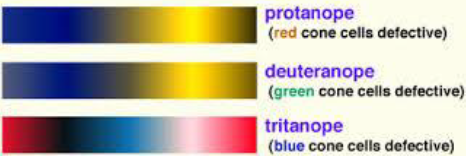 protanope
(red cone cells defective)
deuteranope
(green cone cells defective)
tritanope
(blue cone cells defective)